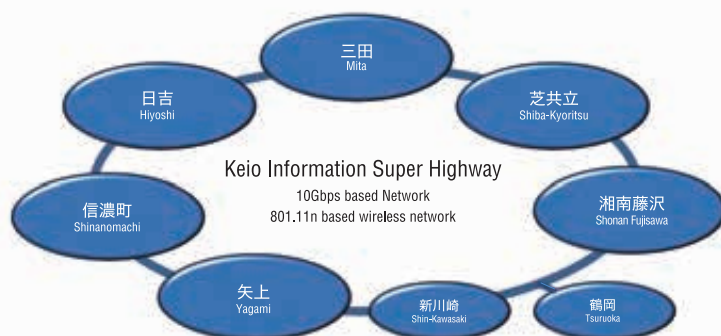 三田
Mita
日吉
Hiyoshi
芝共立
Shiba-Kyoritsu
Keio Information Super Highway
10Gbps based Network
801.11n based wireless network
信濃町
Shinanomachi
湘南藤沢
Shonan Fujisawa
矢上
Yagami
新川崎
Shin-Kawasaki
鶴岡
Tsuruoka